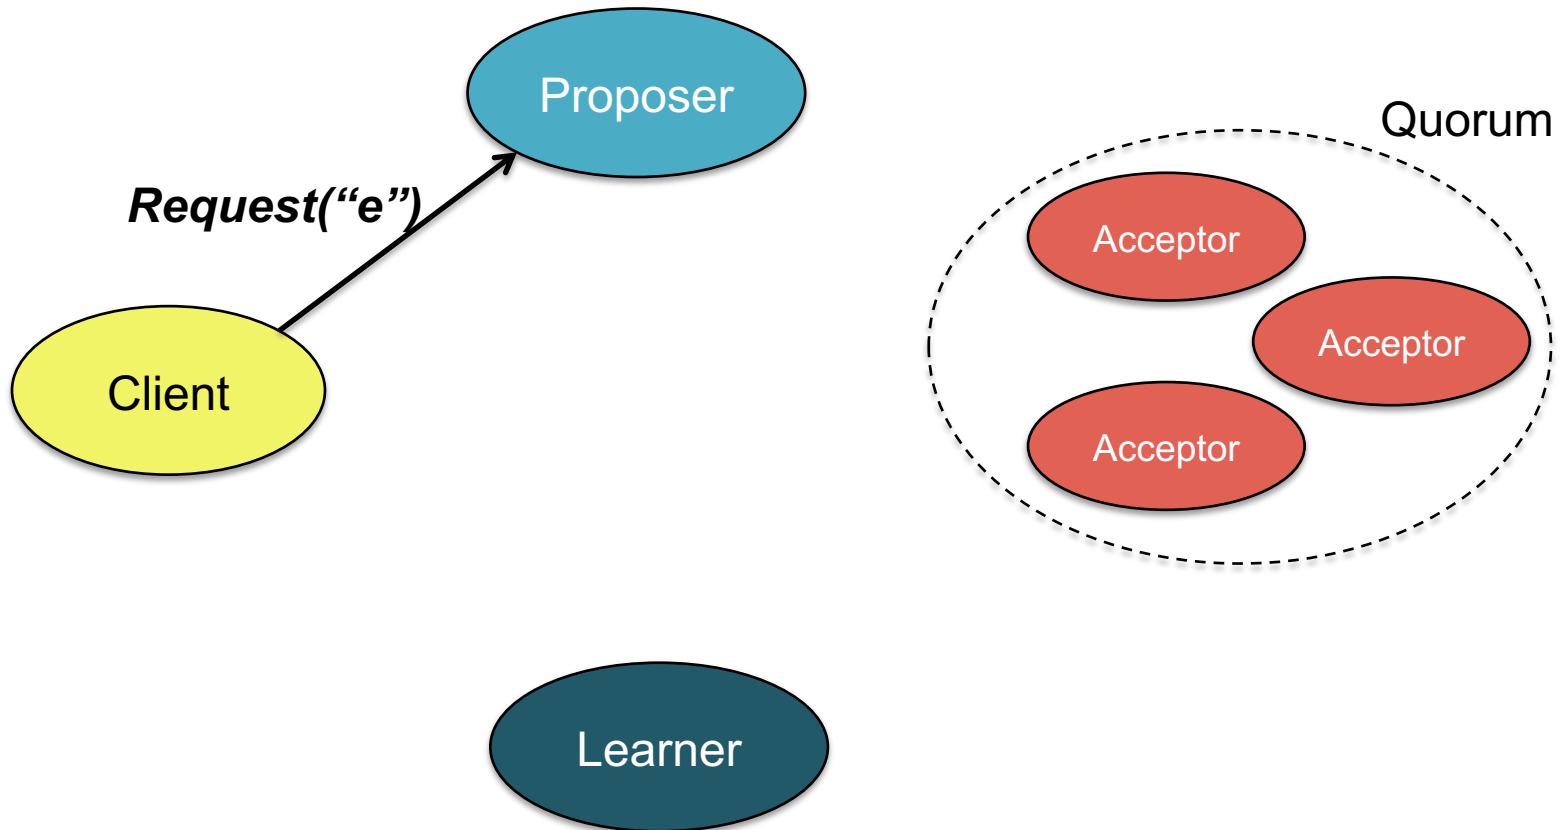 Proposer
Quorum
Request(“e”)
Acceptor
Acceptor
Client
Acceptor
Learner